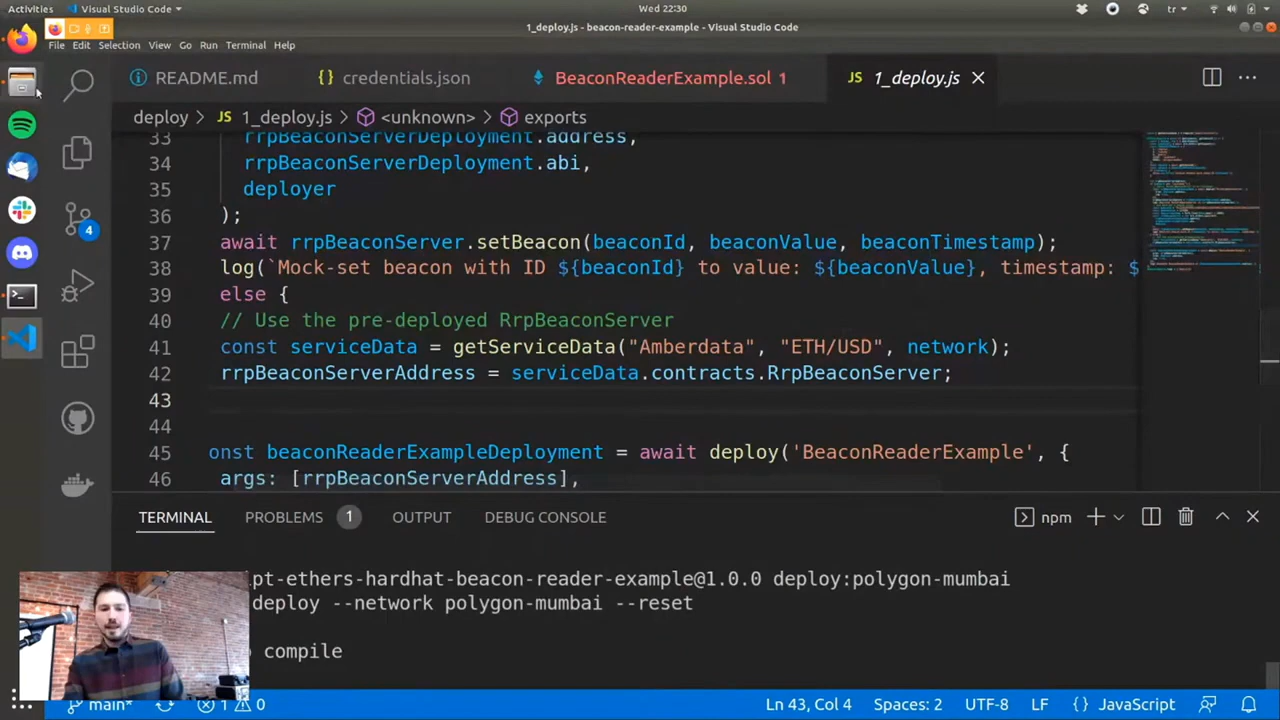 Activities
Visual Studio Code
Wed 22:30
tr
1_deploy.js - beacon-reader-example - Visual Studio Code
File Edit Selection View Go Run Terminal Help
README.md
{} credentials.json
BeaconReaderExample.sol 1
JS 1_deploy.js
deploy > JS 1_deploy.js > <unknown> > exports
33 rrpBeaconServerDeployment.address,
34 rrpBeaconServerDeployment.abi,
35 deployer
36 );
37 await rrpBeaconServer.setBeacon(beaconId, beaconValue, beaconTimestamp);
38 log(`Mock-set beacon with ID ${beaconId} to value: ${beaconValue}, timestamp: $
39 else {
40 // Use the pre-deployed RrpBeaconServer
41 const serviceData = getServiceData("Amberdata", "ETH/USD", network);
42 rrpBeaconServerAddress = serviceData.contracts.RrpBeaconServer;
43
44
45 onst beaconReaderExampleDeployment = await deploy('BeaconReaderExample', {
46 args: [rrpBeaconServerAddress],
4
TERMINAL PROBLEMS 1 OUTPUT DEBUG CONSOLE
npm
pt-ethers-hardhat-beacon-reader-example@1.0.0 deploy:polygon-mumbai
deploy --network polygon-mumbai --reset
compile
main*
1 0
Ln 43, Col 4 Spaces: 2 UTF-8 LF {} JavaScript